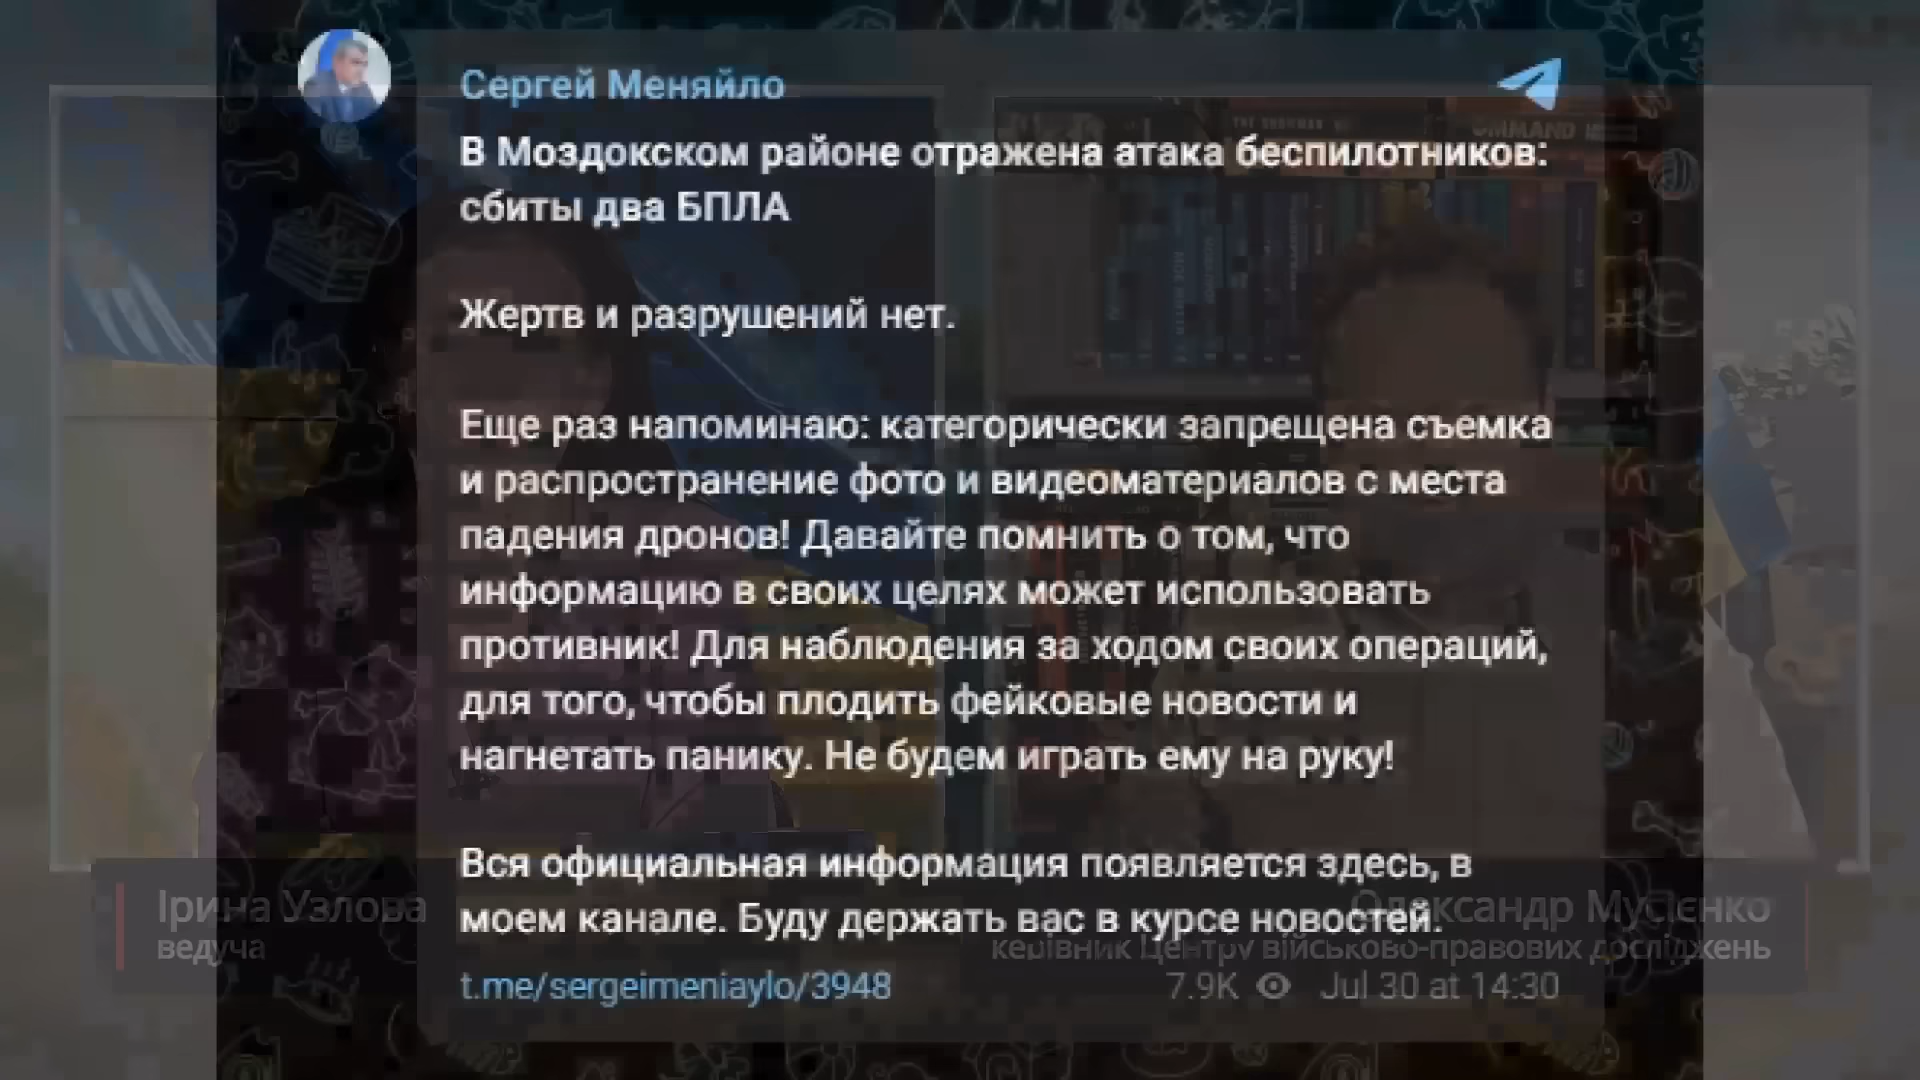 Сергей Меняйло
В Моздокском районе отражена атака беспилотников:
сбиты два БПЛА
Жертв и разрушений нет.
Еще раз напоминаю: категорически запрещена съемка
и распространение фото и видеоматериалов с места
падения дронов! Давайте помнить о том, что
информацию в своих целях может использовать
противник! Для наблюдения за ходом своих операций,
для того, чтобы плодить фейковые новости и
нагнетать панику. Не будем играть ему на руку!
Вся официальная информация появляется здесь, в
моем канале. Буду держать вас в курсе новостей.
t.me/sergeimeniaylo/3948
7.9K Jul 30 at 14:30
Ірина Узлова
ведуча
Олександр Мусієнко
керівник Центру військово-правових досліджень
COMMAND